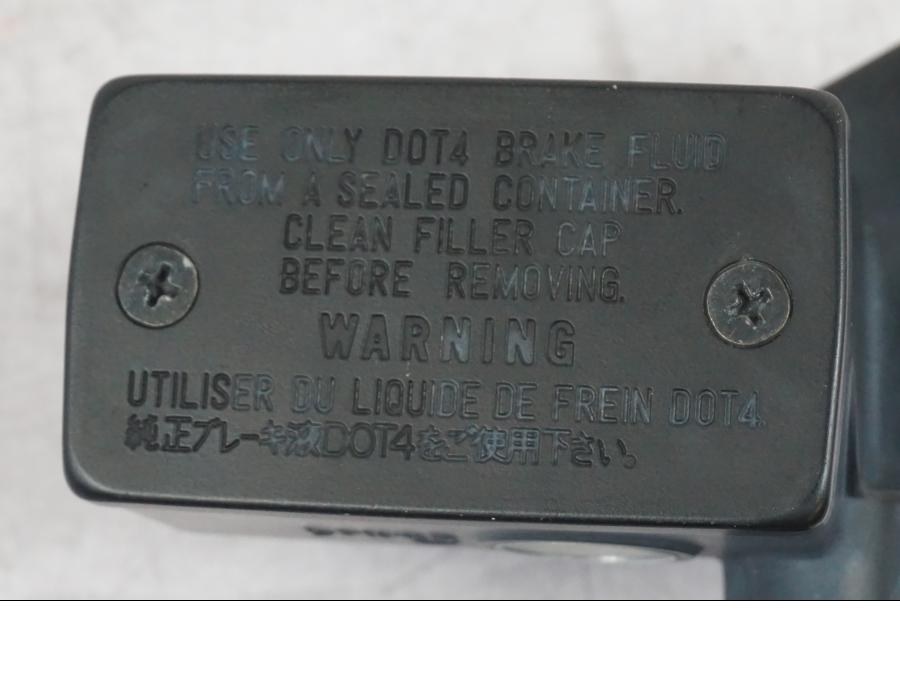 USE ONLY DOT4 BRAKE FLUID
FROM A SEALED CONTAINER.
CLEAN FILLER CAP
BEFORE REMOVING.
WARNING
UTILISER DU LIQUIDE DE FREIN DOT4.
純正ブレーキ液DOT4をご使用下さい。